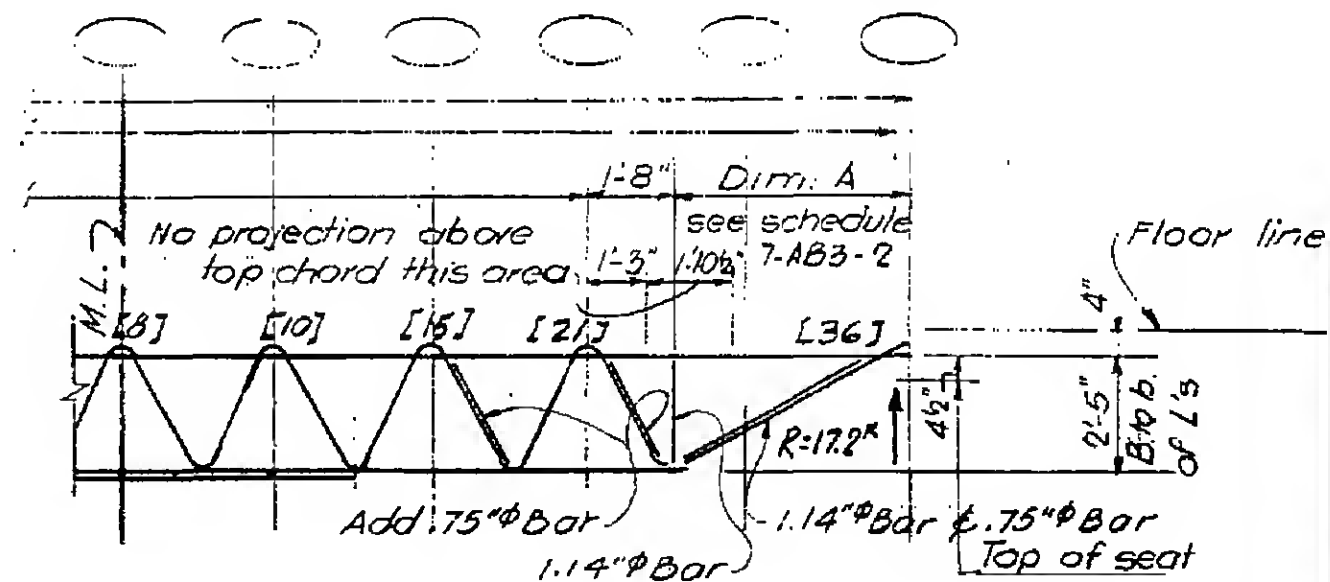 1'-8"
Dim. A
No projection above
top chord this area
see schedule
7-AB3-2
1'-3"
1'10½"
Floor line
M.L. 7
[8]
[10]
[15]
[21]
[36]
4"
2'-5"
B. to b.
of L's
4½"
R=17.2ᴷ
Add .75"ϕ Bar
1.14"ϕ Bar
1.14"ϕ Bar & .75"ϕ Bar
Top of seat